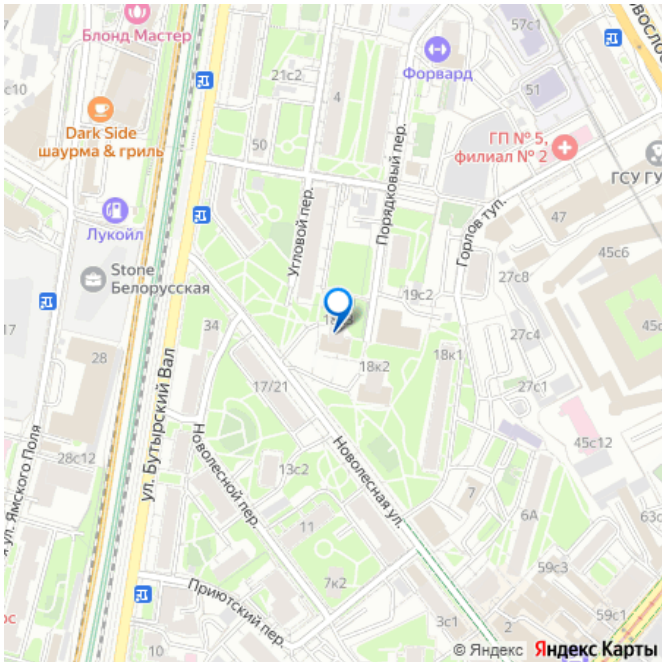 Блонд Мастер
21с2
57с1
Форвард
4
51
с10
Dark Side
шаурма & гриль
50
ГП № 5,
филиал № 2
ГСУ ГУ
Порядковый пер.
Угловой пер.
Горлов туп.
47
45с6
Лукойл
Stone
Белорусская
27с8
19с2
17
34
27с4
45с
28
18к2
18к1
17/21
27с1
ул. Бутырский Вал
45с12
28с12
я ул. Ямского Поля
Новолесной пер.
13с2
Новолесная ул.
7
6А
63с
11
59с3
7к2
Приютский пер.
59с1
3с1
2
© Яндекс Яндекс Карты